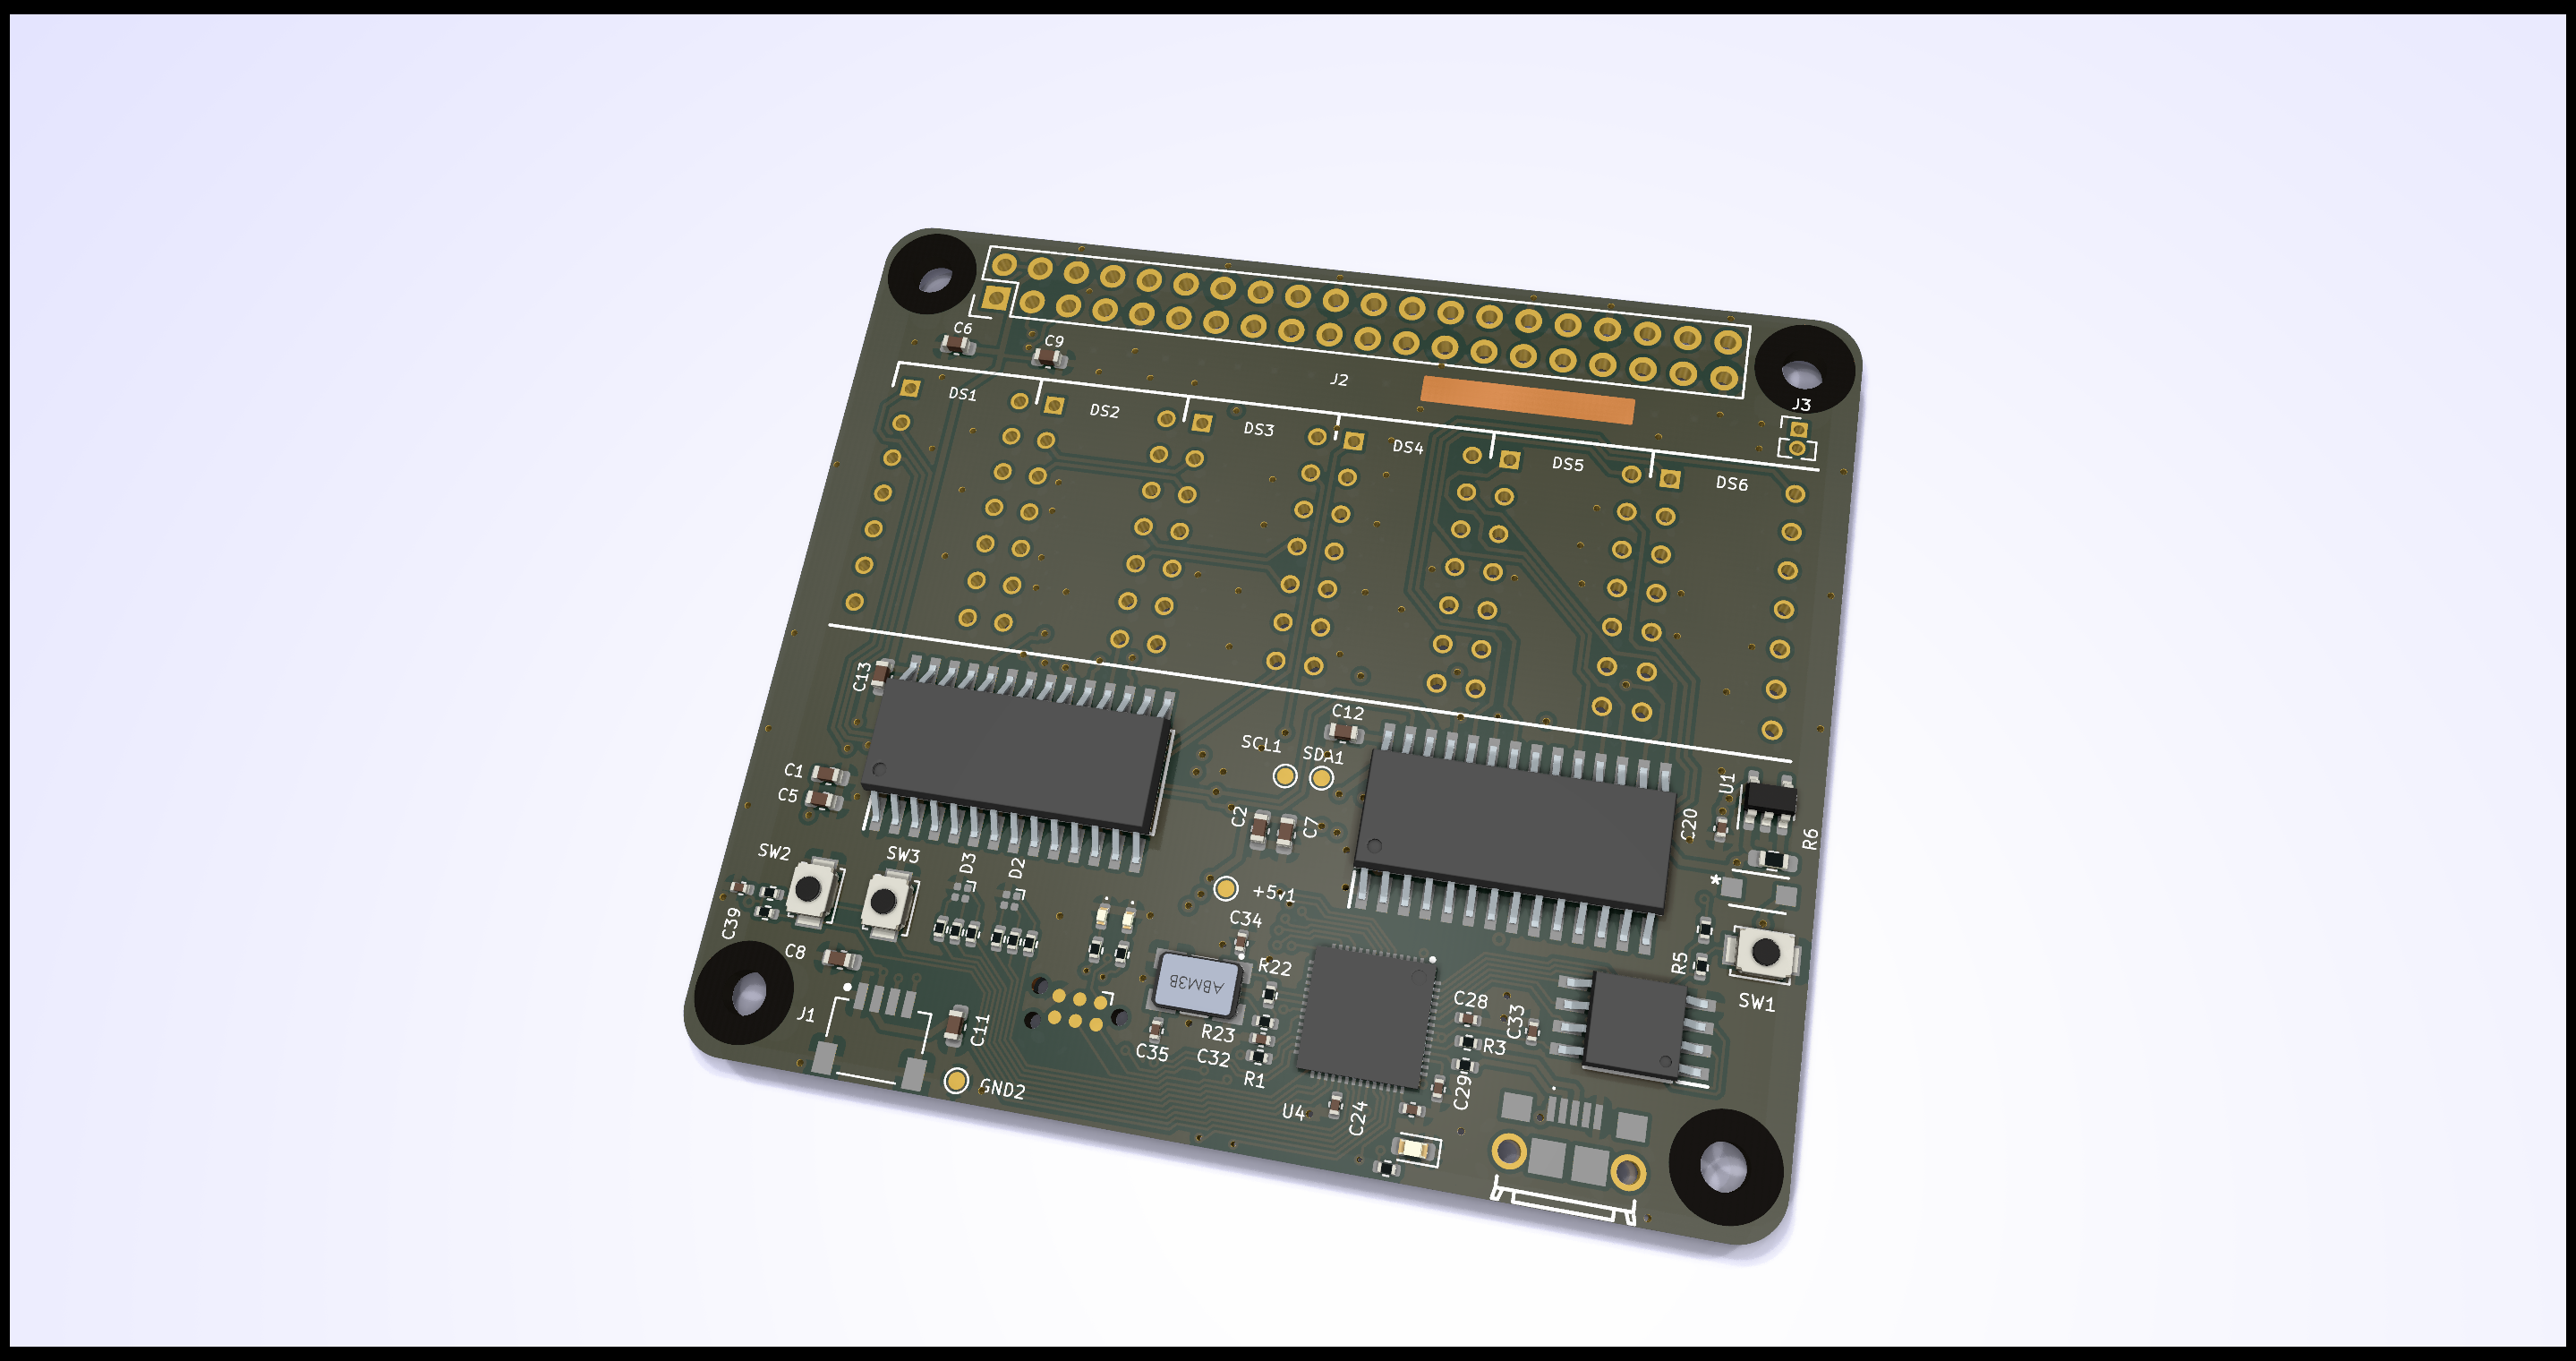 C6
C9
J2
J3
DS1
DS2
DS3
DS4
DS5
DS6
C13
C12
SCL1
SDA1
C1
C5
C2
C7
C20
U1
R6
SW2
SW3
D3
D2
+5v1
C34
*
C39
C8
R22
R5
SW1
J1
C11
ABM3B
C28
C33
R23
R3
C35
C32
R1
C29
GND2
U4
C24